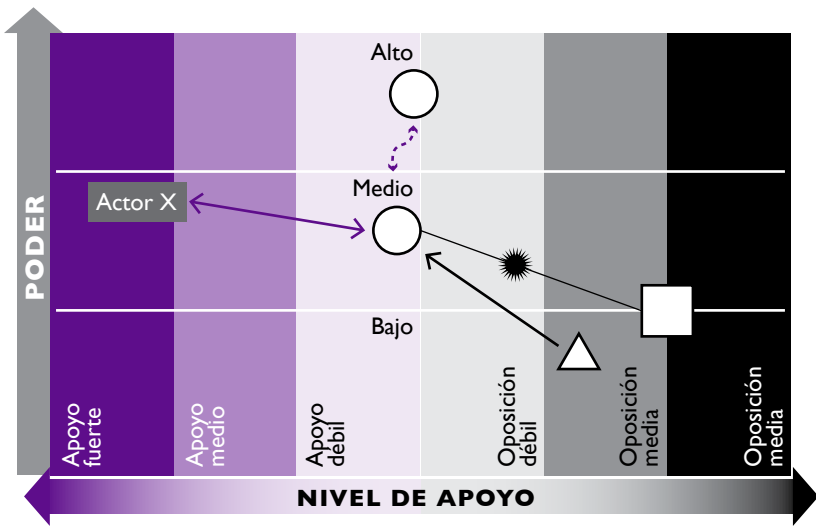 Alto
Medio
Actor X
PODER
Bajo
Apoyo
fuerte
Apoyo
medio
Apoyo
débil
Oposición
débil
Oposición
media
Oposición
media
NIVEL DE APOYO